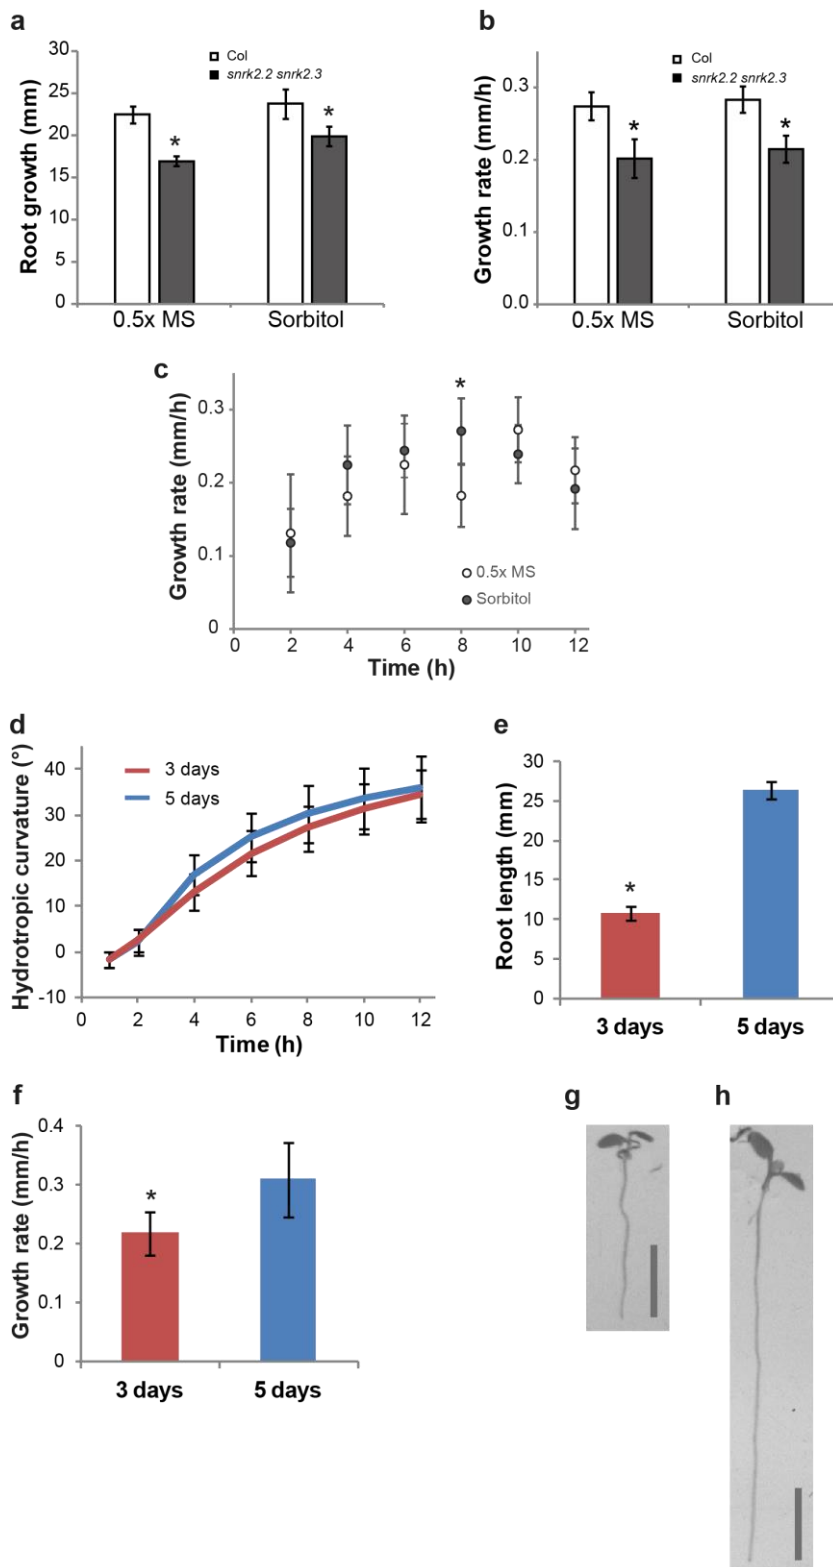 a
Root growth (mm)
30
25
20
15
10
5
0
Col
snrk2.2 snrk2.3
*
*
0.5x MS
Sorbitol
b
Growth rate (mm/h)
0.3
0.2
0.1
0.0
Col
snrk2.2 snrk2.3
*
*
0.5x MS
Sorbitol
c
Growth rate (mm/h)
0.3
0.2
0.1
0
*
0.5x MS
Sorbitol
0 2 4 6 8 10 12
Time (h)
d
Hydrotropic curvature (°)
40
30
20
10
0
-10
3 days
5 days
0 2 4 6 8 10 12
Time (h)
e
Root length (mm)
30
25
20
15
10
5
0
*
3 days
5 days
f
Growth rate (mm/h)
0.4
0.3
0.2
0.1
0
*
3 days
5 days
g
h